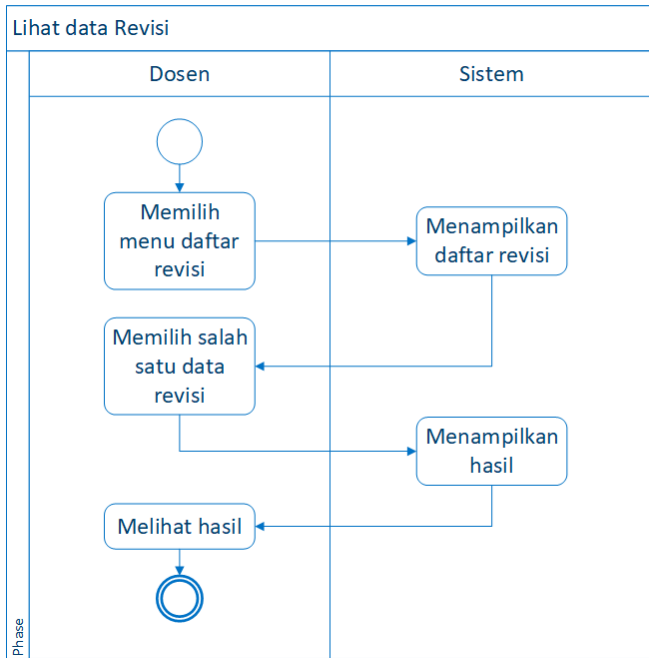 Lihat data Revisi
Dosen
Sistem
Memilih
menu daftar
revisi
Menampilkan
daftar revisi
Memilih salah
satu data
revisi
Menampilkan
hasil
Melihat hasil
Phase